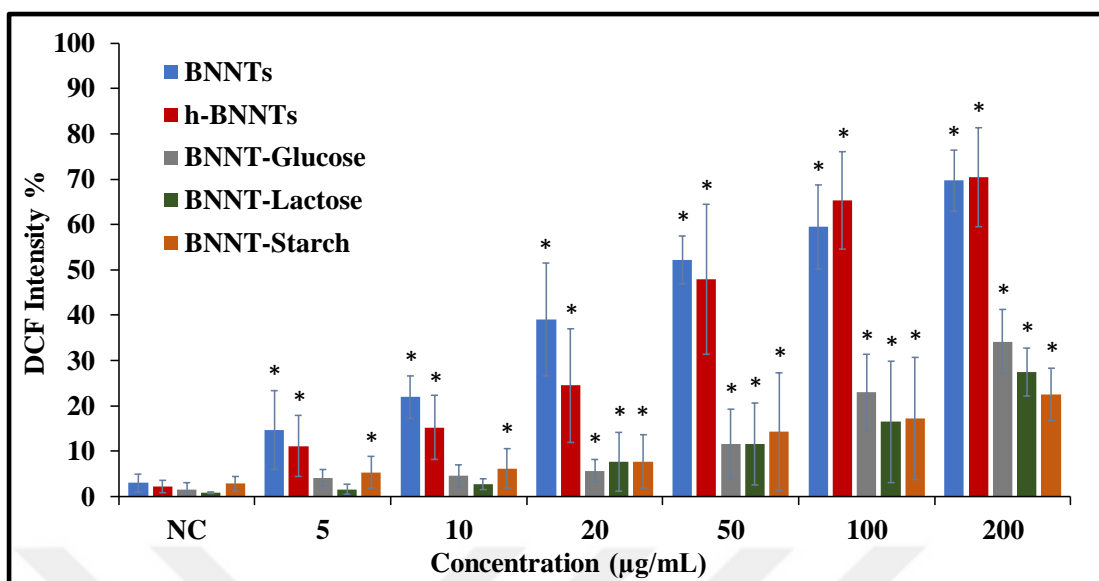 100
90
80
70
60
50
40
30
20
10
0
DCF Intensity %
BNNTs
h-BNNTs
BNNT-Glucose
BNNT-Lactose
BNNT-Starch
* * * * * * * * * * * * * * * * * * * * * * * *
NC 5 10 20 50 100 200
Concentration (µg/mL)